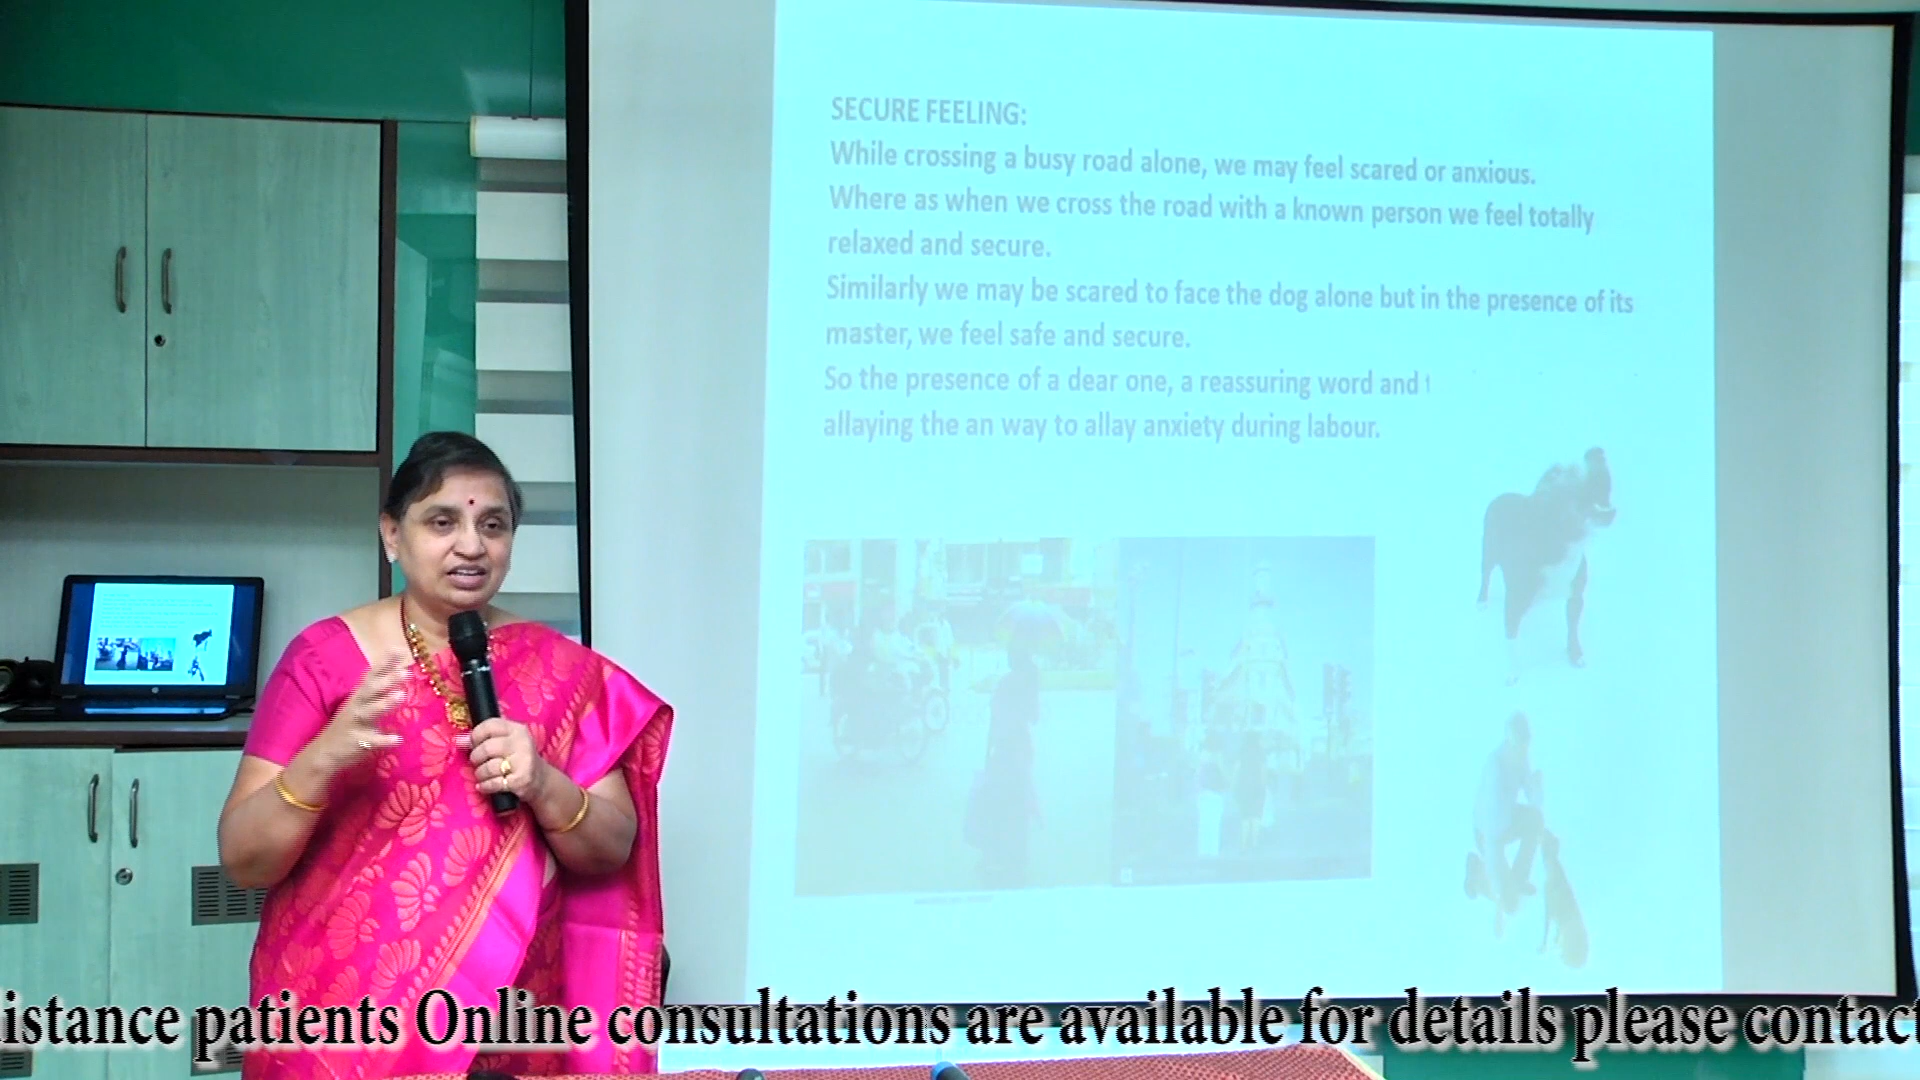 SECURE FEELING:
While crossing a busy road alone, we may feel scared or anxious.
Where as when we cross the road with a known person we feel totally
relaxed and secure.
Similarly we may be scared to face the dog alone but in the presence of its
master, we feel safe and secure.
So the presence of a dear one, a reassuring word and
allaying the an way to allay anxiety during labour.
istance patients Online consultations are available for details please contact